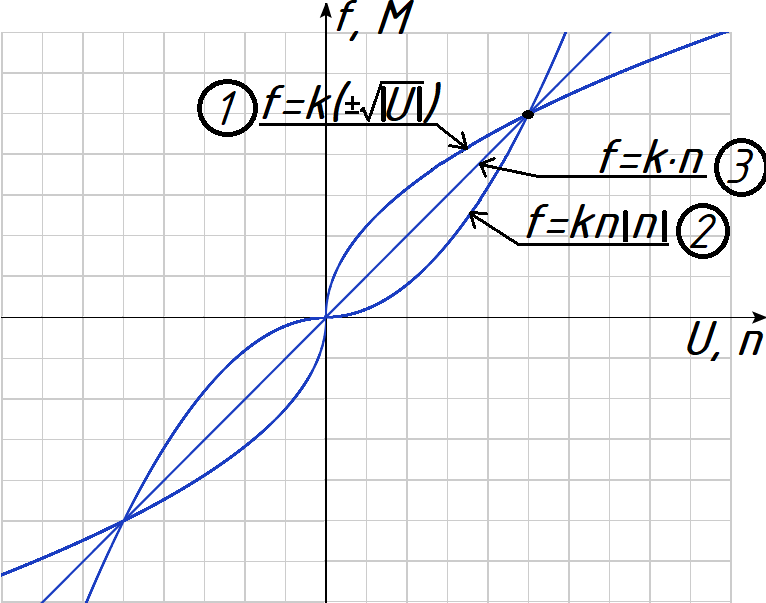 f, M
① f=k(±√|U|)
f=k·n ③
f=kn|n| ②
U, n